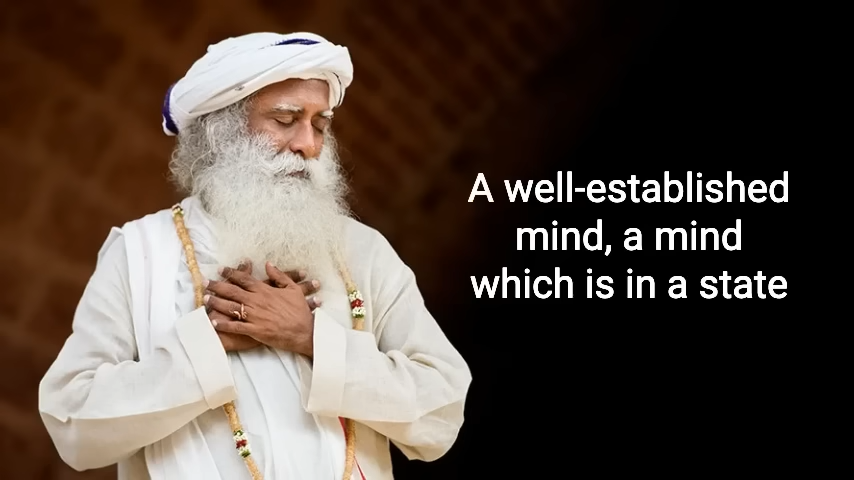 A well-established
mind, a mind
which is in a state